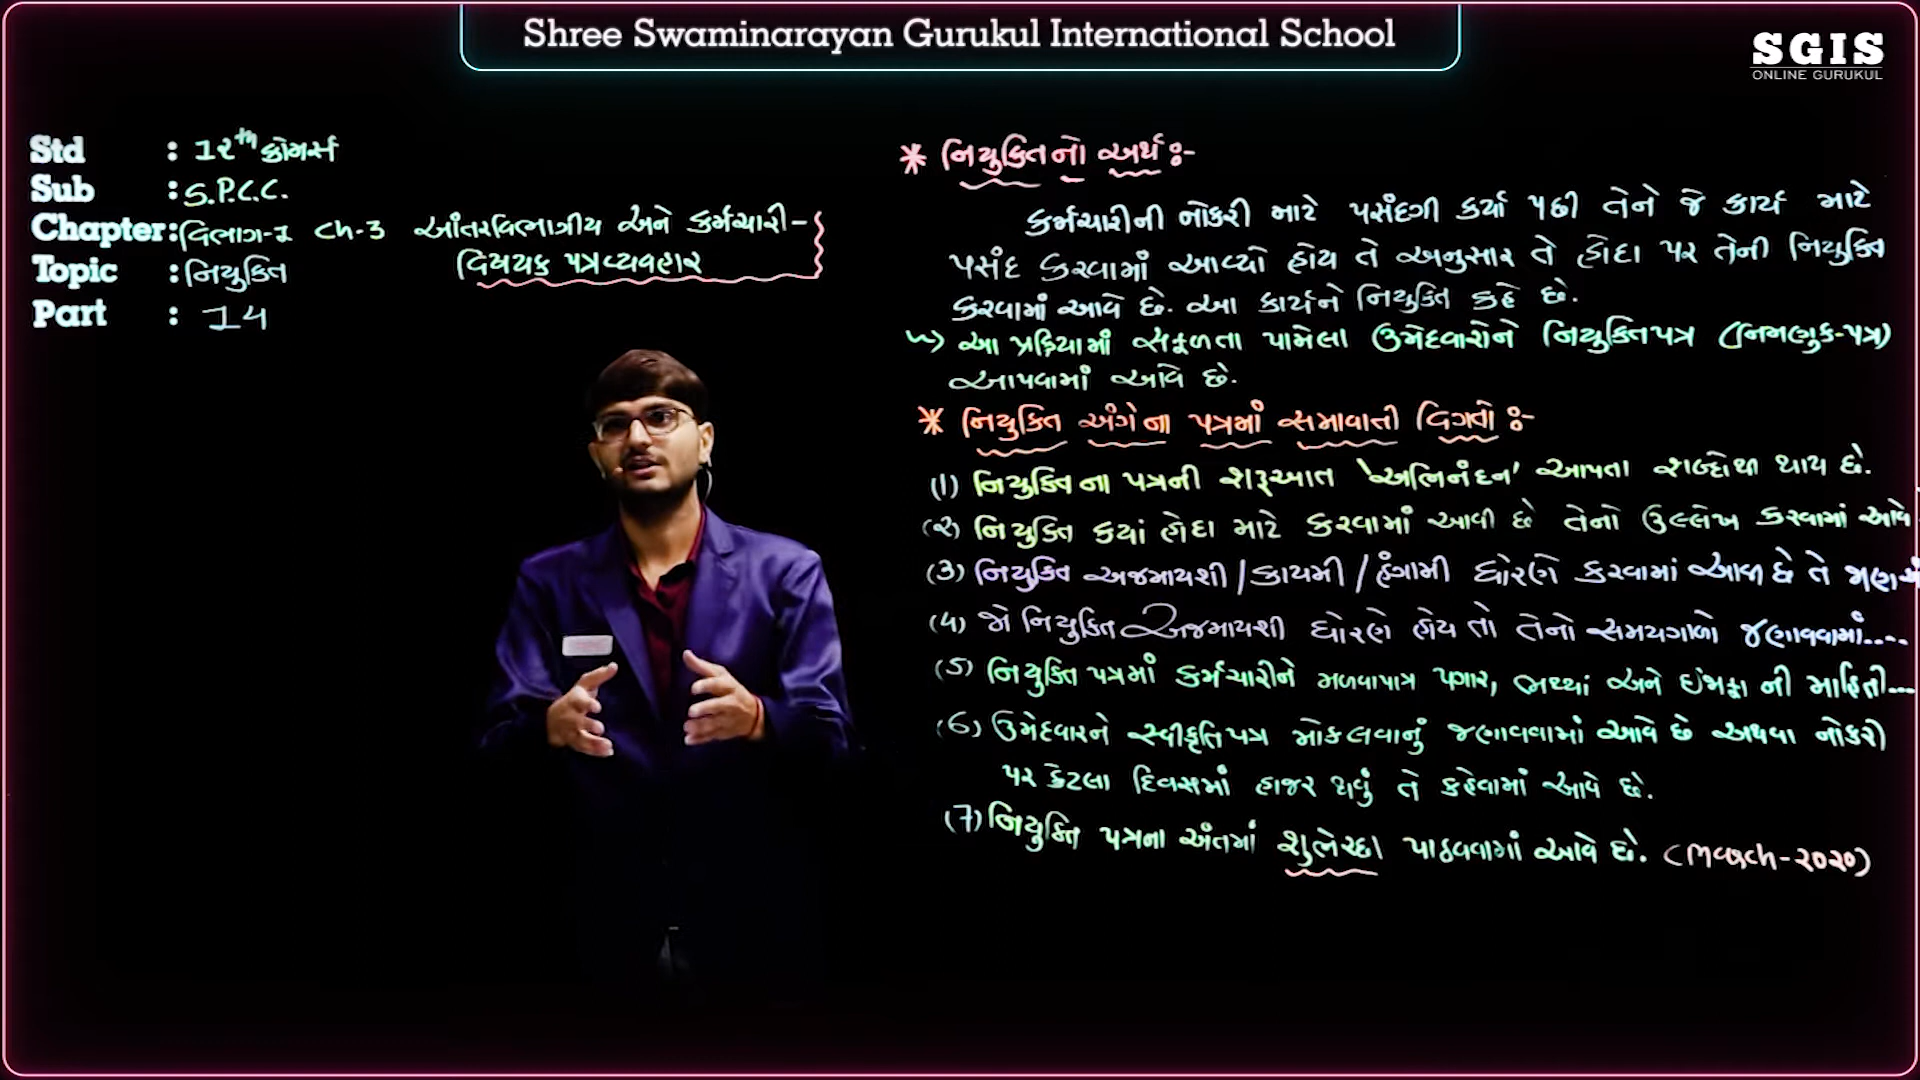 Shree Swaminarayan Gurukul International School
SGIS
ONLINE GURUKUL
Std : 12th કોમર્સ
Sub : S.P.C.C.
Chapter: વિભાગ-1 Ch-3 આંતરવિભાગીય અને કર્મચારી-
વિષયક પત્રવ્યવહાર
Topic : નિયુક્તિ
Part : 14
* નિયુક્તિનો અર્થ :-
કર્મચારીની નોકરી માટે પસંદગી કર્યા પછી તેને જે કાર્ય માટે
પસંદ કરવામાં આવ્યો હોય તે અનુસાર તે હોદા પર તેની નિયુક્તિ
કરવામાં આવે છે. આ કાર્યને નિયુક્તિ કહે છે.
આ પ્રક્રિયામાં સફળતા પામેલા ઉમેદવારોને નિયુક્તિપત્ર (નિમણુક-પત્ર)
આપવામાં આવે છે.
* નિયુક્તિ અંગેના પત્રમાં સમાવાતી વિગતો :-
(1) નિયુક્તિના પત્રની શરૂઆત 'અભિનંદન' આપતા શબ્દોથી થાય છે.
(૨) નિયુક્તિ કયાં હોદા માટે કરવામાં આવી છે તેનો ઉલ્લેખ કરવામાં આવે
(3) નિયુક્તિ અજમાયશી / કાયમી / હંગામી ધોરણે કરવામાં આવી છે તે
(4) જો નિયુક્તિ અજમાયશી ધોરણે હોય તો તેનો સમયગાળો જણાવવામાં....
(5) નિયુક્તિ પત્રમાં કર્મચારીને મળવાપાત્ર પગાર, ભથ્થાં અને ઇજાફા ની માહિતી...
(6) ઉમેદવારને સ્વીકૃતિપત્ર મોકલવાનું જણાવવામાં આવે છે અથવા નોકરી
પર કેટલા દિવસમાં હાજર થવું તે કહેવામાં આવે છે.
(7) નિયુક્તિ પત્રના અંતમાં શુભેચ્છા પાઠવવામાં આવે છે. (March-૨૦૨૦)